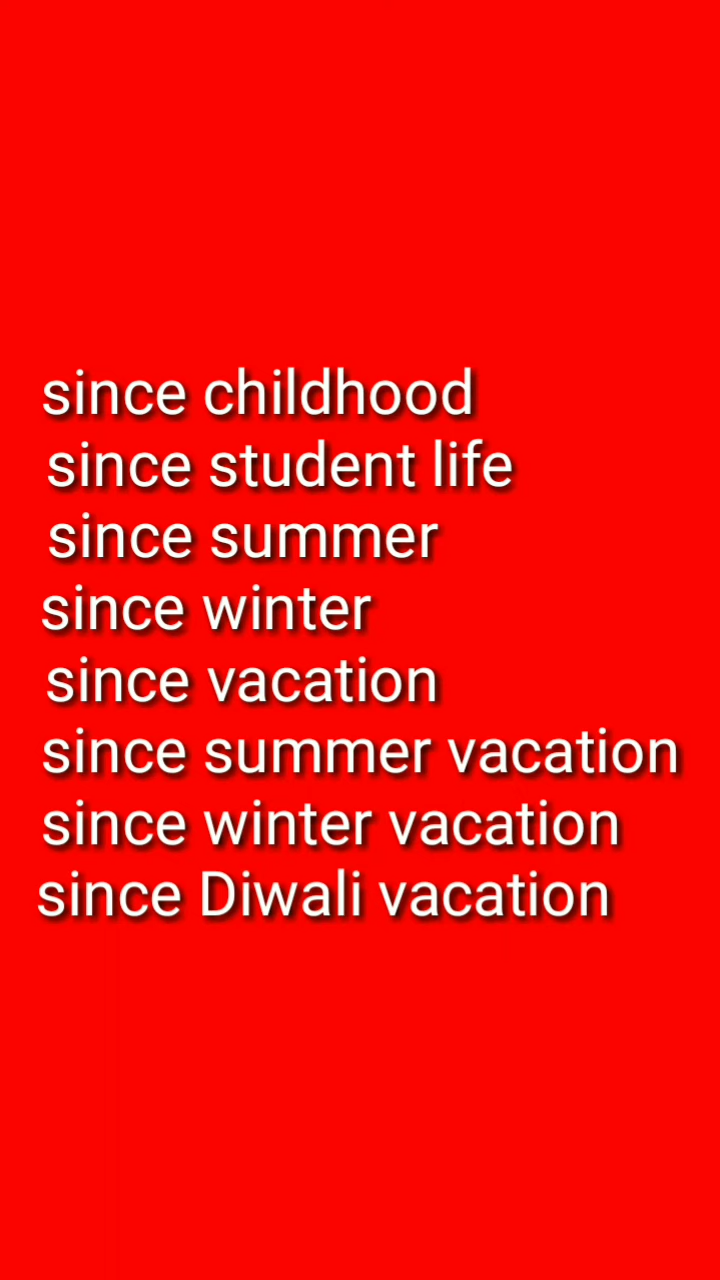 since childhood
since student life
since summer
since winter
since vacation
since summer vacation
since winter vacation
since Diwali vacation